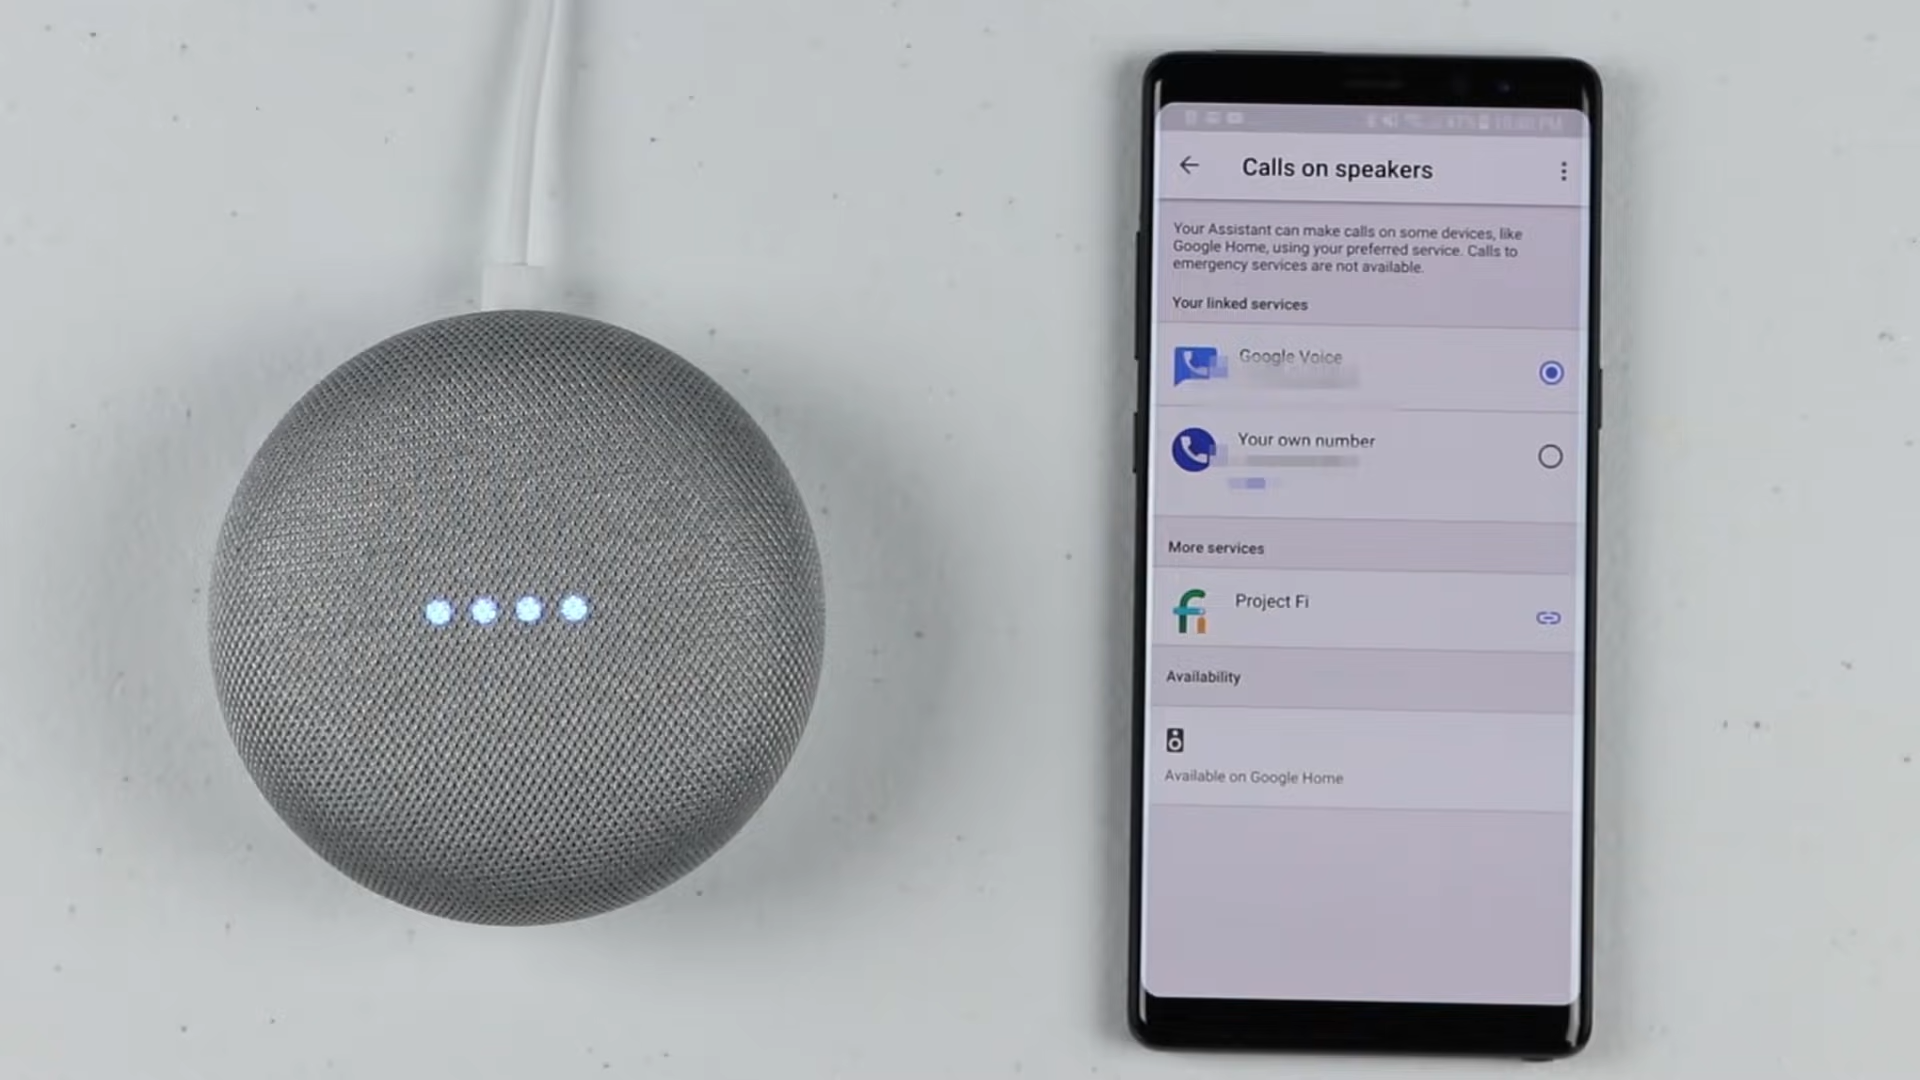 Calls on speakers
Your Assistant can make calls on some devices, like
Google Home, using your preferred service. Calls to
emergency services are not available.
Your linked services
Google Voice
Your own number
More services
fi
Project Fi
Availability
Available on Google Home